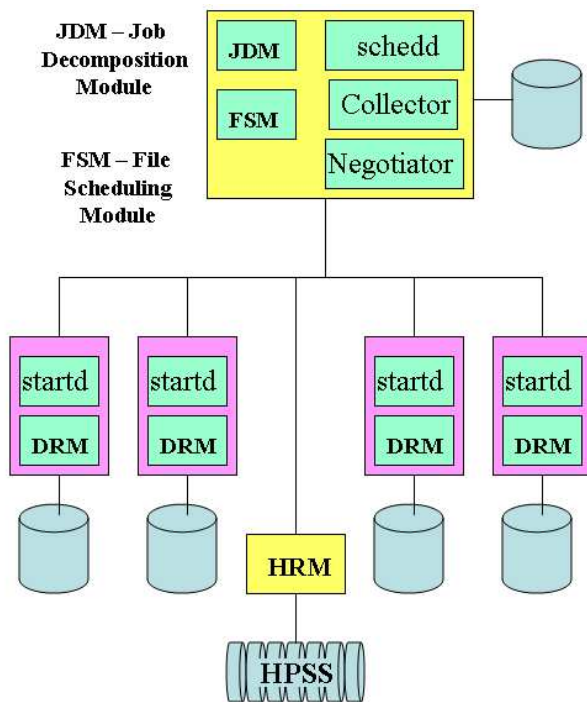 JDM – Job
Decomposition
Module
FSM – File
Scheduling
Module
JDM
schedd
FSM
Collector
Negotiator
startd
DRM
startd
DRM
startd
DRM
startd
DRM
HRM
HPSS